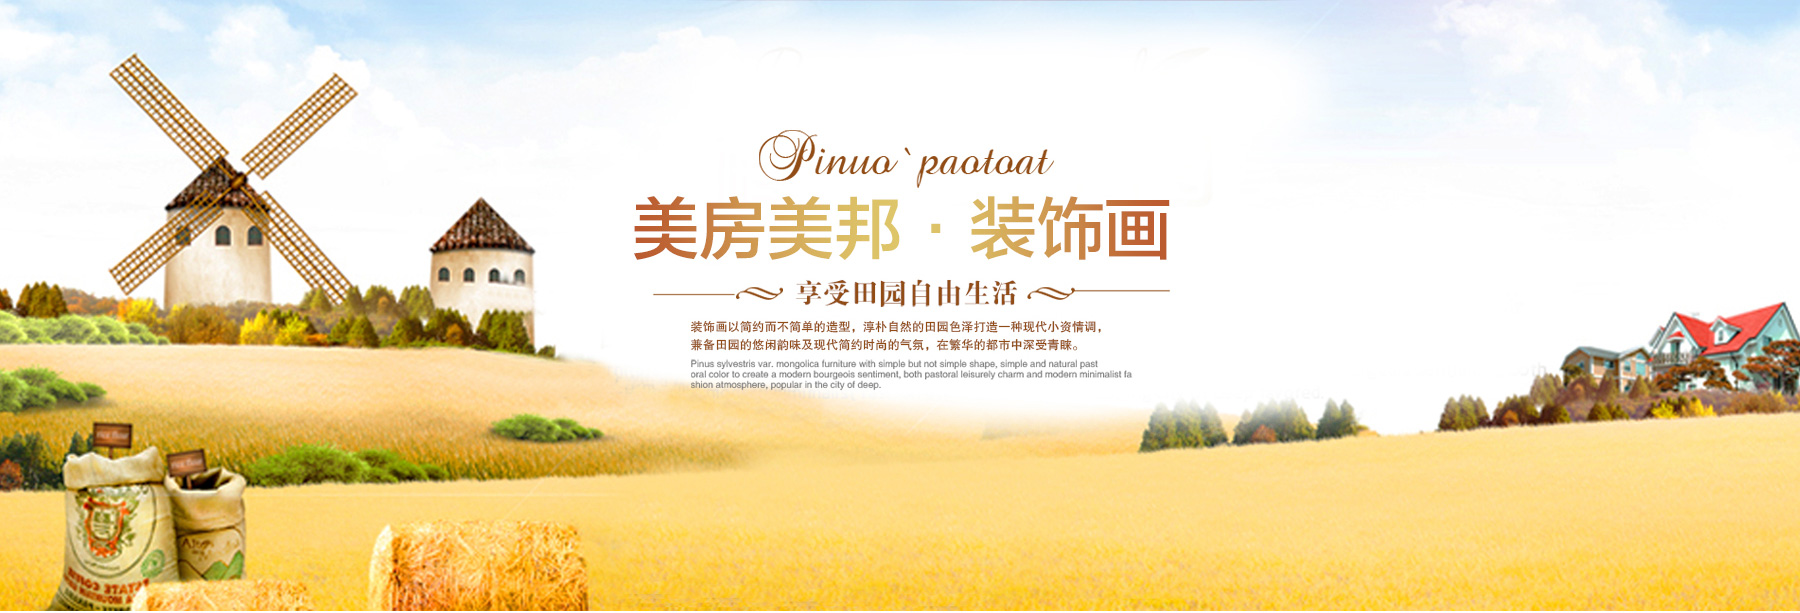 Pinuo`paotoat
美房美邦·装饰画
享受田园自由生活
装饰画以简约而不简单的造型，淳朴自然的田园色泽打造一种现代小资情调，
兼备田园的悠闲韵味及现代简约时尚的气氛，在繁华的都市中深受青睐。
Pinus sylvestris var. mongolica furniture with simple but not simple shape, simple and natural past
oral color to create a modern bourgeois sentiment, both pastoral leisurely charm and modern minimalist fa
shion atmosphere, popular in the city of deep.